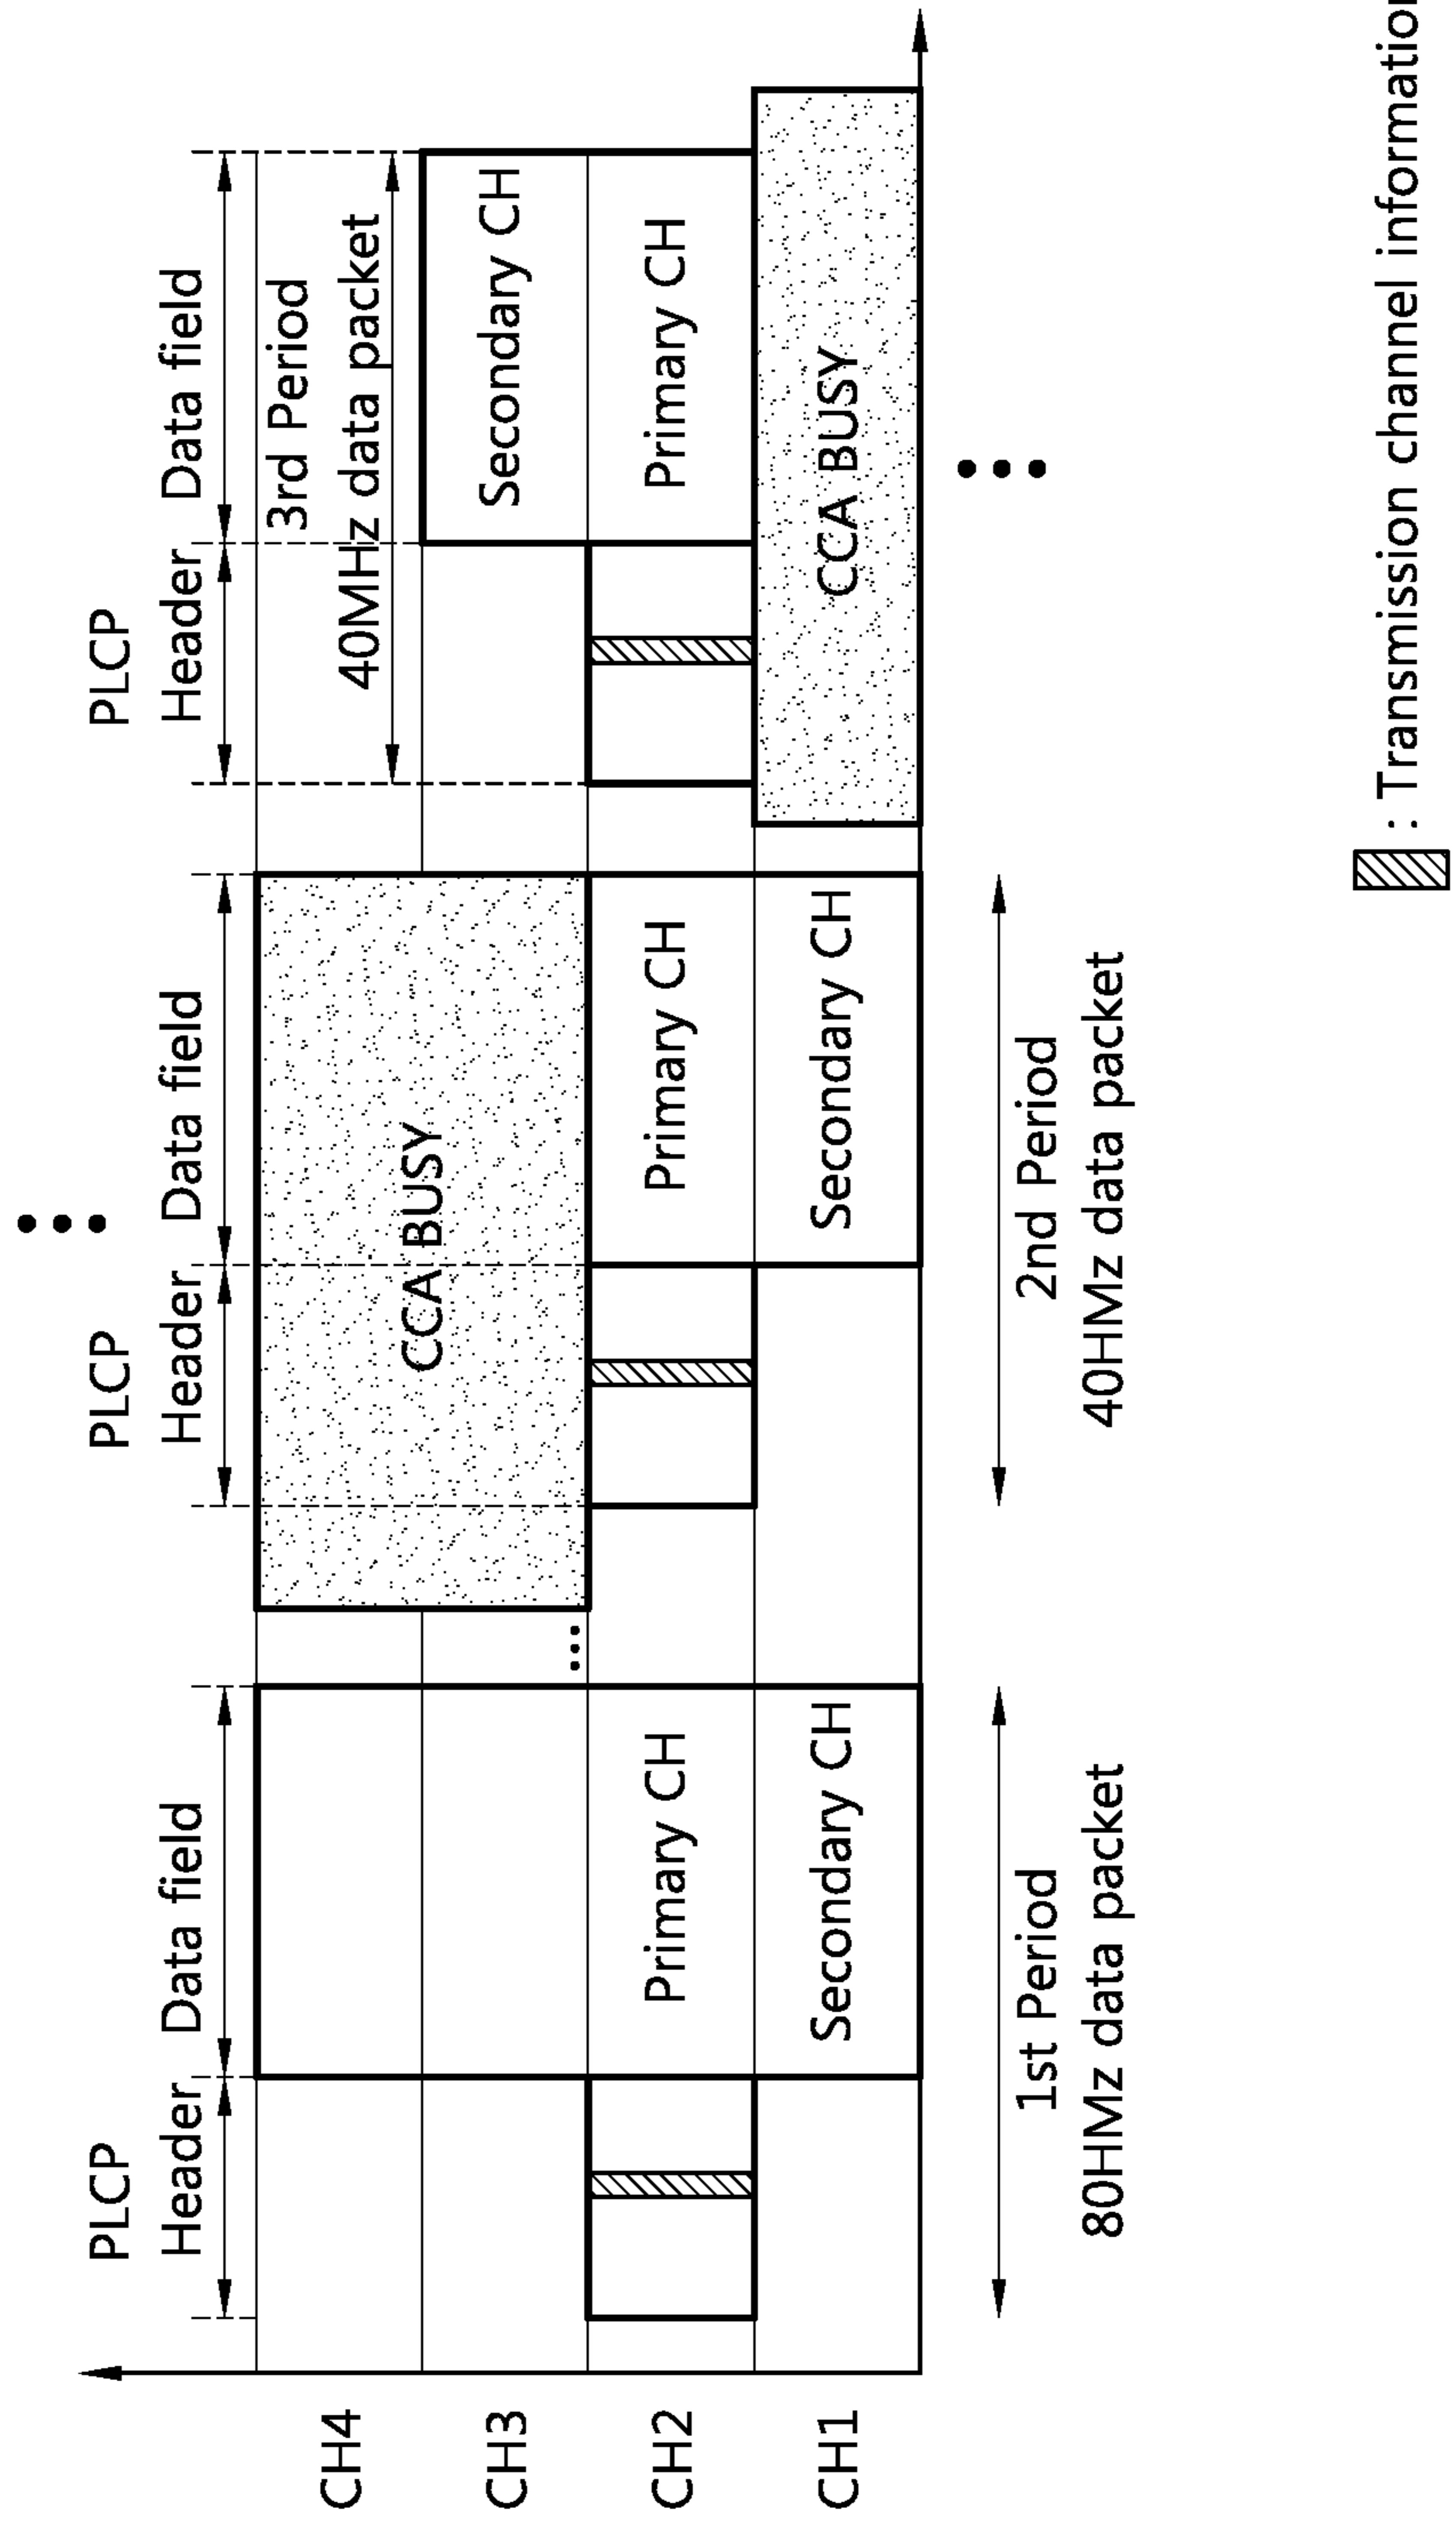 PLCP
Header
Data field
PLCP
Header
Data field
PLCP
Header
Data field
3rd Period
40MHz data packet
CH4
CH3
CH2
CH1
Primary CH
Secondary CH
CCA BUSY
Primary CH
Secondary CH
Secondary CH
Primary CH
CCA BUSY
1st Period
80HMz data packet
2nd Period
40HMz data packet
: Transmission channel information